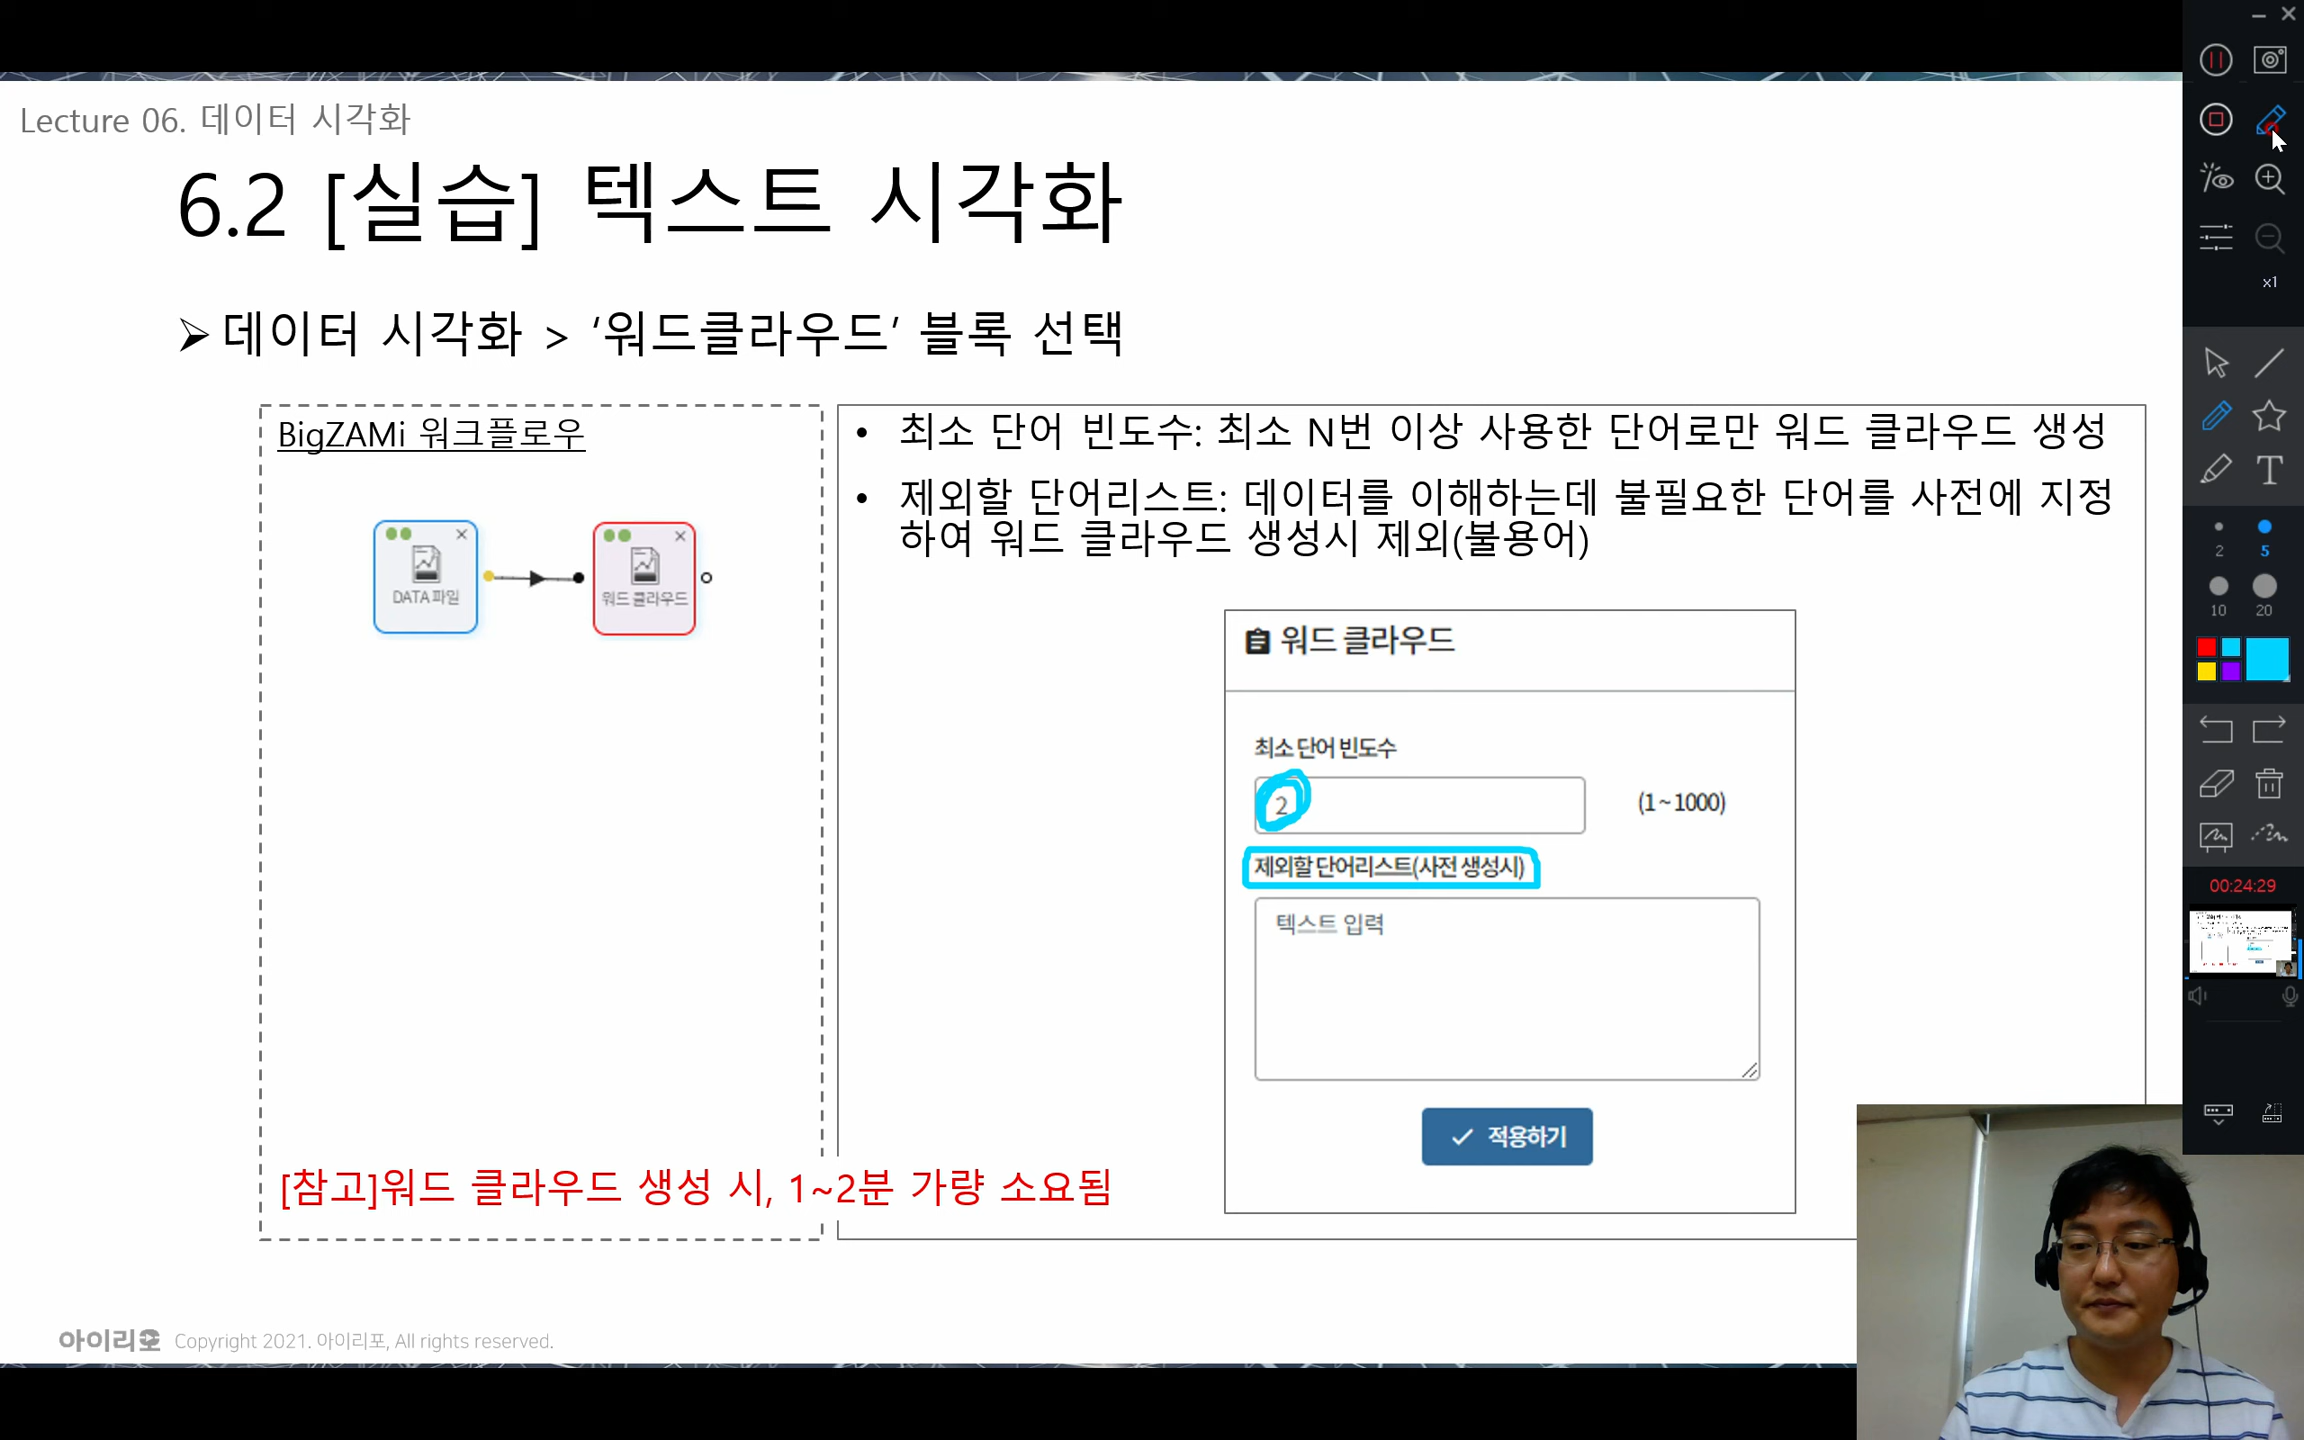 Lecture 06. 데이터 시각화
6.2 [실습] 텍스트 시각화
➢ 데이터 시각화 > ‘워드클라우드’ 블록 선택
BigZAMi 워크플로우
DATA 파일
워드 클라우드
• 최소 단어 빈도수: 최소 N번 이상 사용한 단어로만 워드 클라우드 생성
• 제외할 단어리스트: 데이터를 이해하는데 불필요한 단어를 사전에 지정
하여 워드 클라우드 생성시 제외(불용어)
워드 클라우드
최소 단어 빈도수
2
(1 ~ 1000)
제외할 단어리스트(사전 생성시)
텍스트 입력
적용하기
[참고]워드 클라우드 생성 시, 1~2분 가량 소요됨
아이리포 Copyright 2021. 아이리포, All rights reserved.
x1
T
2 5
10 20
00:24:29